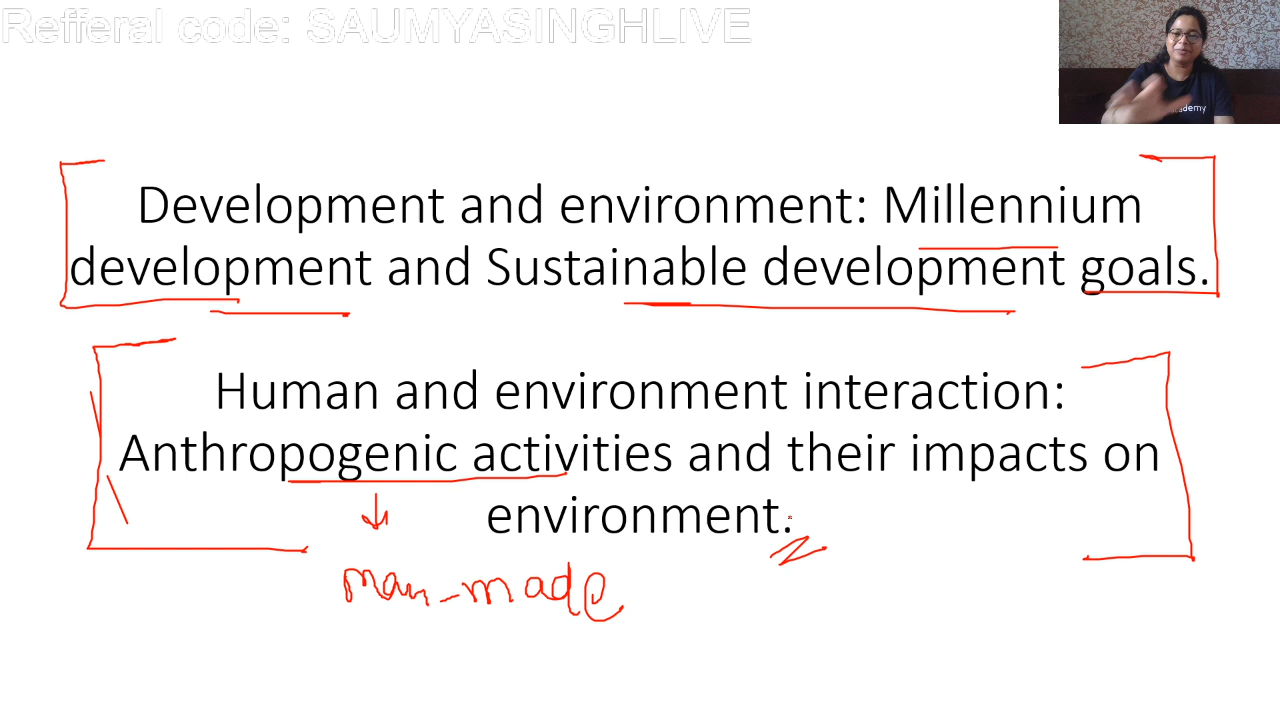 Refferal code: SAUMYASINGHLIVE
demy
Development and environment: Millennium
development and Sustainable development goals.
Human and environment interaction:
Anthropogenic activities and their impacts on
environment.
man-made